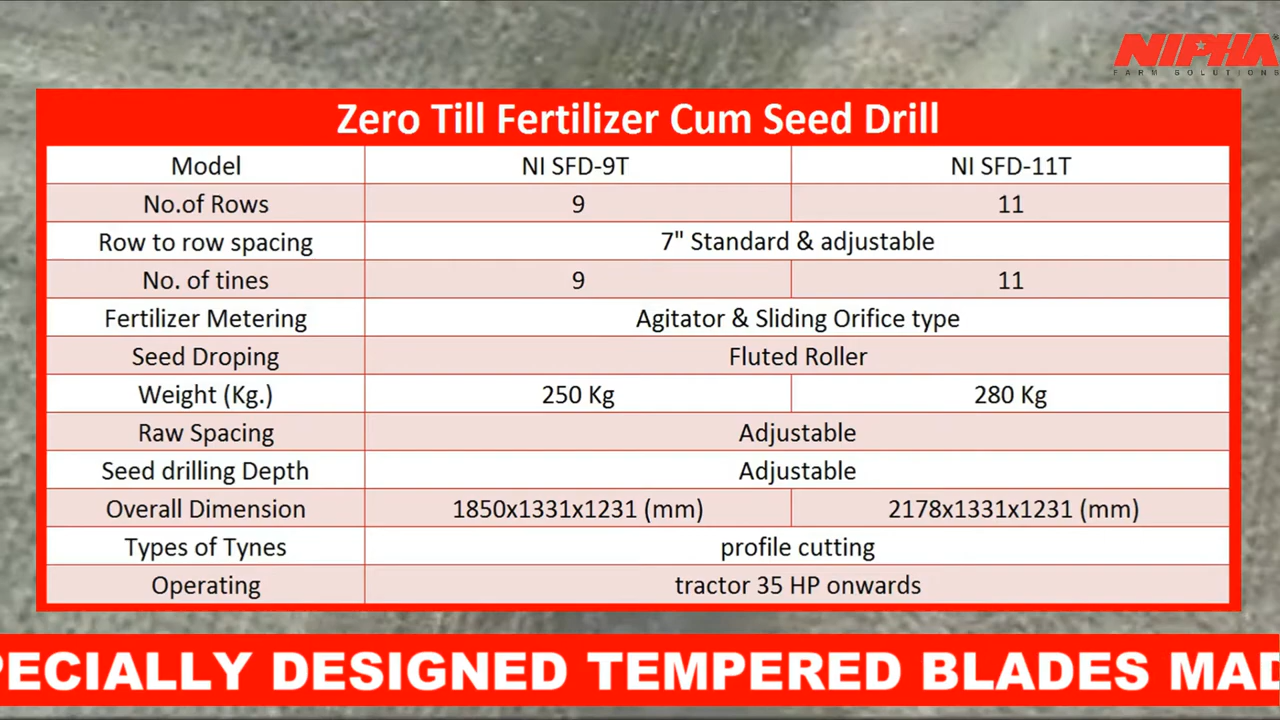 NIPHA®
FARM SOLUTIONS
Zero Till Fertilizer Cum Seed Drill
Model NI SFD-9T NI SFD-11T
No.of Rows 9 11
Row to row spacing 7" Standard & adjustable
No. of tines 9 11
Fertilizer Metering Agitator & Sliding Orifice type
Seed Droping Fluted Roller
Weight (Kg.) 250 Kg 280 Kg
Raw Spacing Adjustable
Seed drilling Depth Adjustable
Overall Dimension 1850x1331x1231 (mm) 2178x1331x1231 (mm)
Types of Tynes profile cutting
Operating tractor 35 HP onwards
PECIALLY DESIGNED TEMPERED BLADES MAD